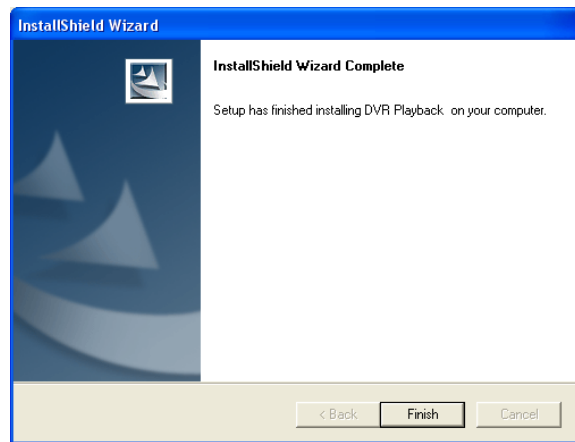 InstallShield Wizard
InstallShield Wizard Complete
Setup has finished installing DVR Playback  on your computer.
< Back
Finish
Cancel